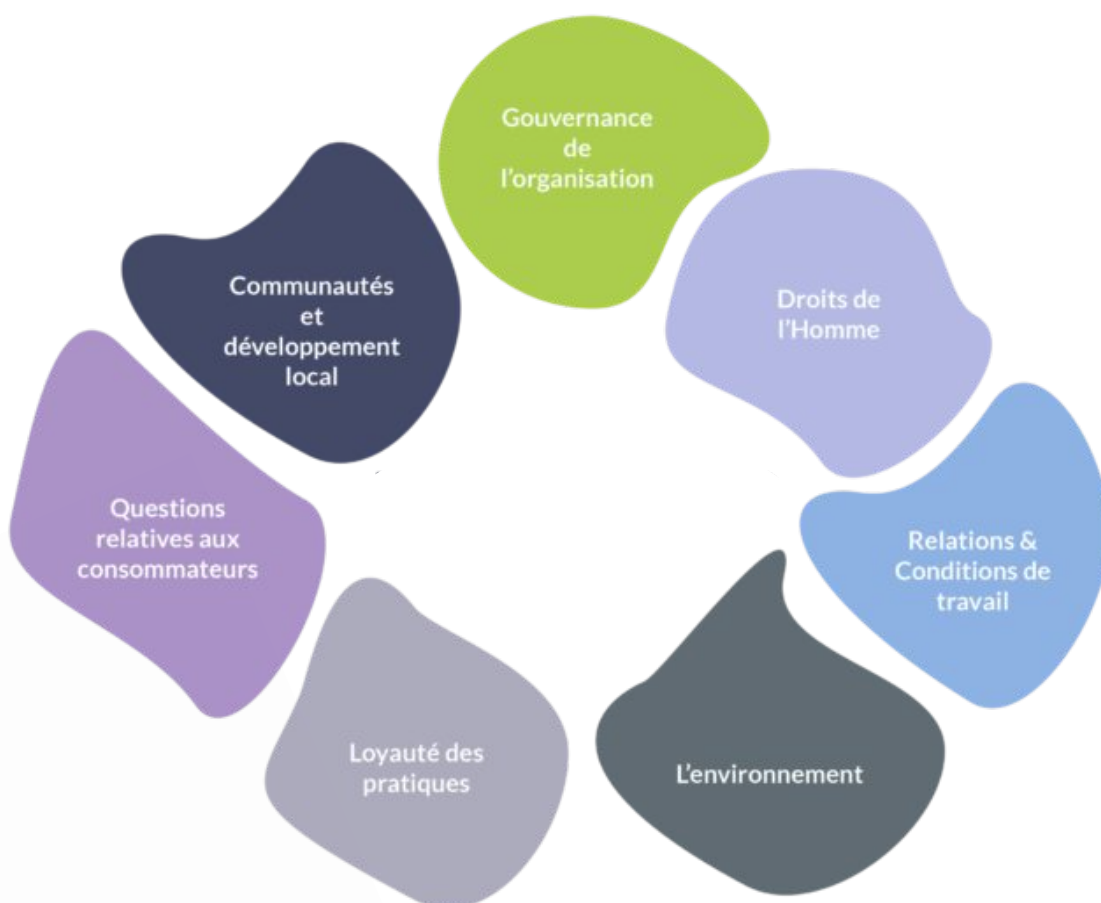 Gouvernance
de
l'organisation
Droits de
l'Homme
Relations &
Conditions de
travail
L'environnement
Loyauté des
pratiques
Questions
relatives aux
consommateurs
Communautés
et
développement
local